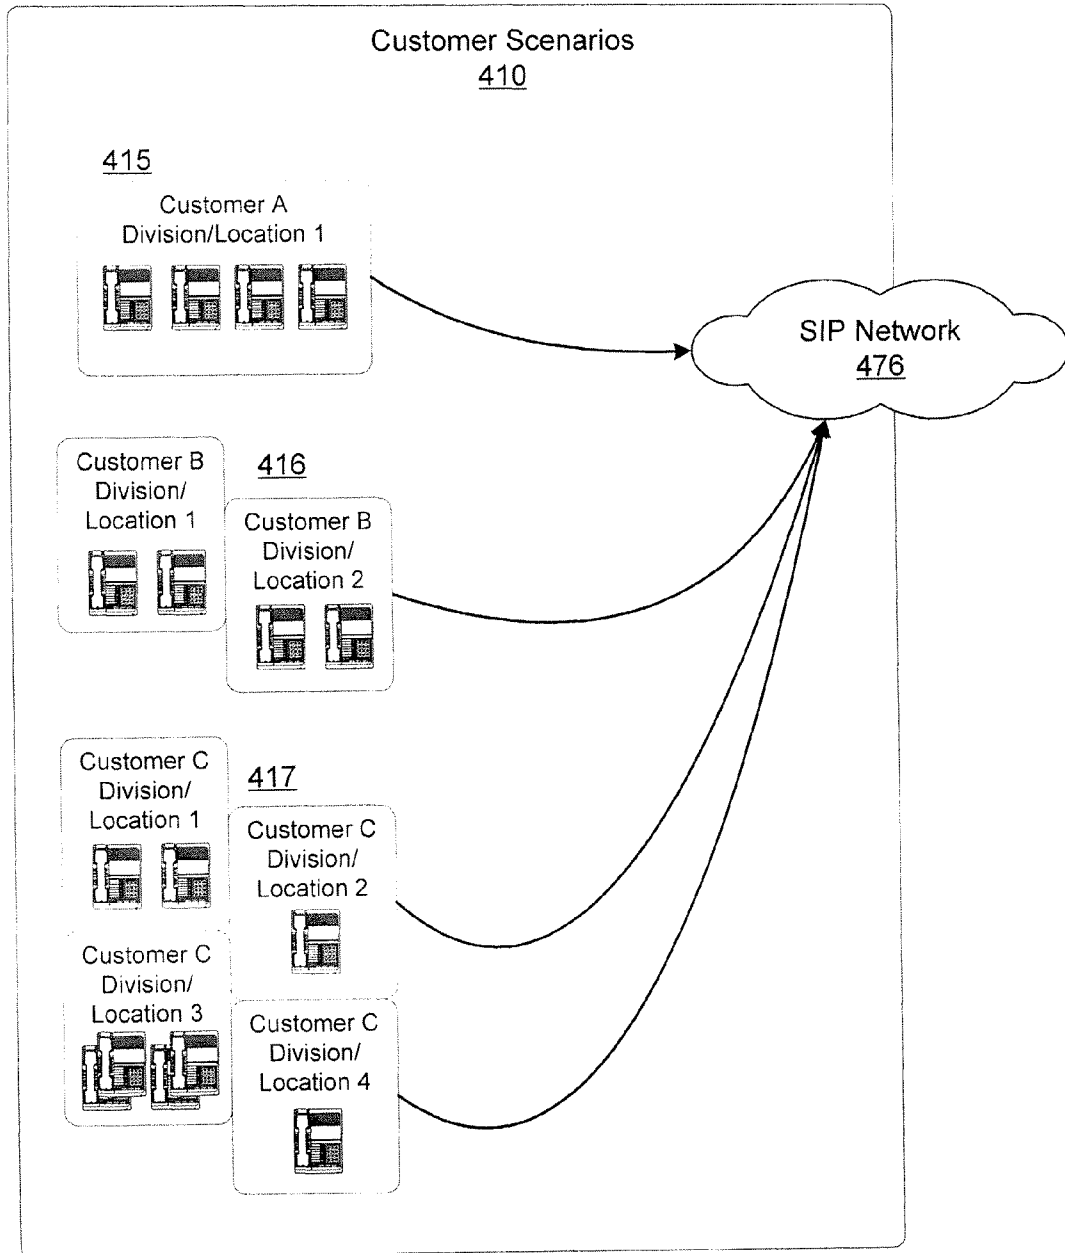 Customer Scenarios
410
415
Customer A
Division/Location 1
SIP Network
476
Customer B
Division/
Location 1
416
Customer B
Division/
Location 2
Customer C
Division/
Location 1
417
Customer C
Division/
Location 2
Customer C
Division/
Location 3
Customer C
Division/
Location 4